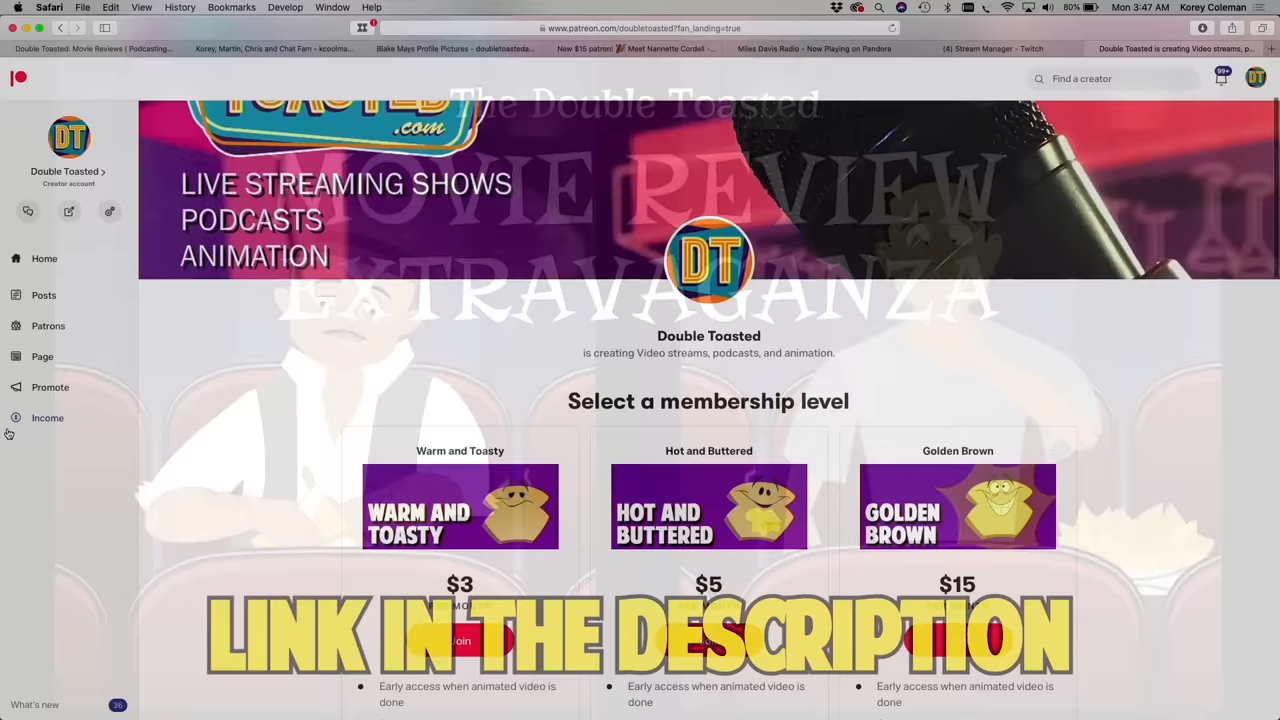 Safari File Edit View History Bookmarks Develop Window Help
80% Mon 3:47 AM Korey Coleman
www.patreon.com/doubletoasted?fan_landing=true
Double Toasted: Movie Reviews | Podcasting...
Korey, Martin, Chris and Chat Fam - kcoolma...
Blake Mays Profile Pictures - doubletoasteda...
New $15 patron! 🎉 Meet Nannette Cordell -...
Miles Davis Radio - Now Playing on Pandora
(4) Stream Manager - Twitch
Double Toasted is creating Video streams, p...
Find a creator
99+
DT
The Double Toasted
MOVIE REVIEW
EXTRAVAGANZA
TOASTED
.com
LIVE STREAMING SHOWS
PODCASTS
ANIMATION
DT
DT
Double Toasted
Creator account
Home
Posts
Patrons
Page
Promote
Income
What's new 36
Double Toasted
is creating Video streams, podcasts, and animation.
Select a membership level
Warm and Toasty
WARM AND
TOASTY
$3
Join
Early access when animated video is
done
Hot and Buttered
HOT AND
BUTTERED
$5
Early access when animated video is
done
Golden Brown
GOLDEN
BROWN
$15
Early access when animated video is
done
LINK IN THE DESCRIPTION